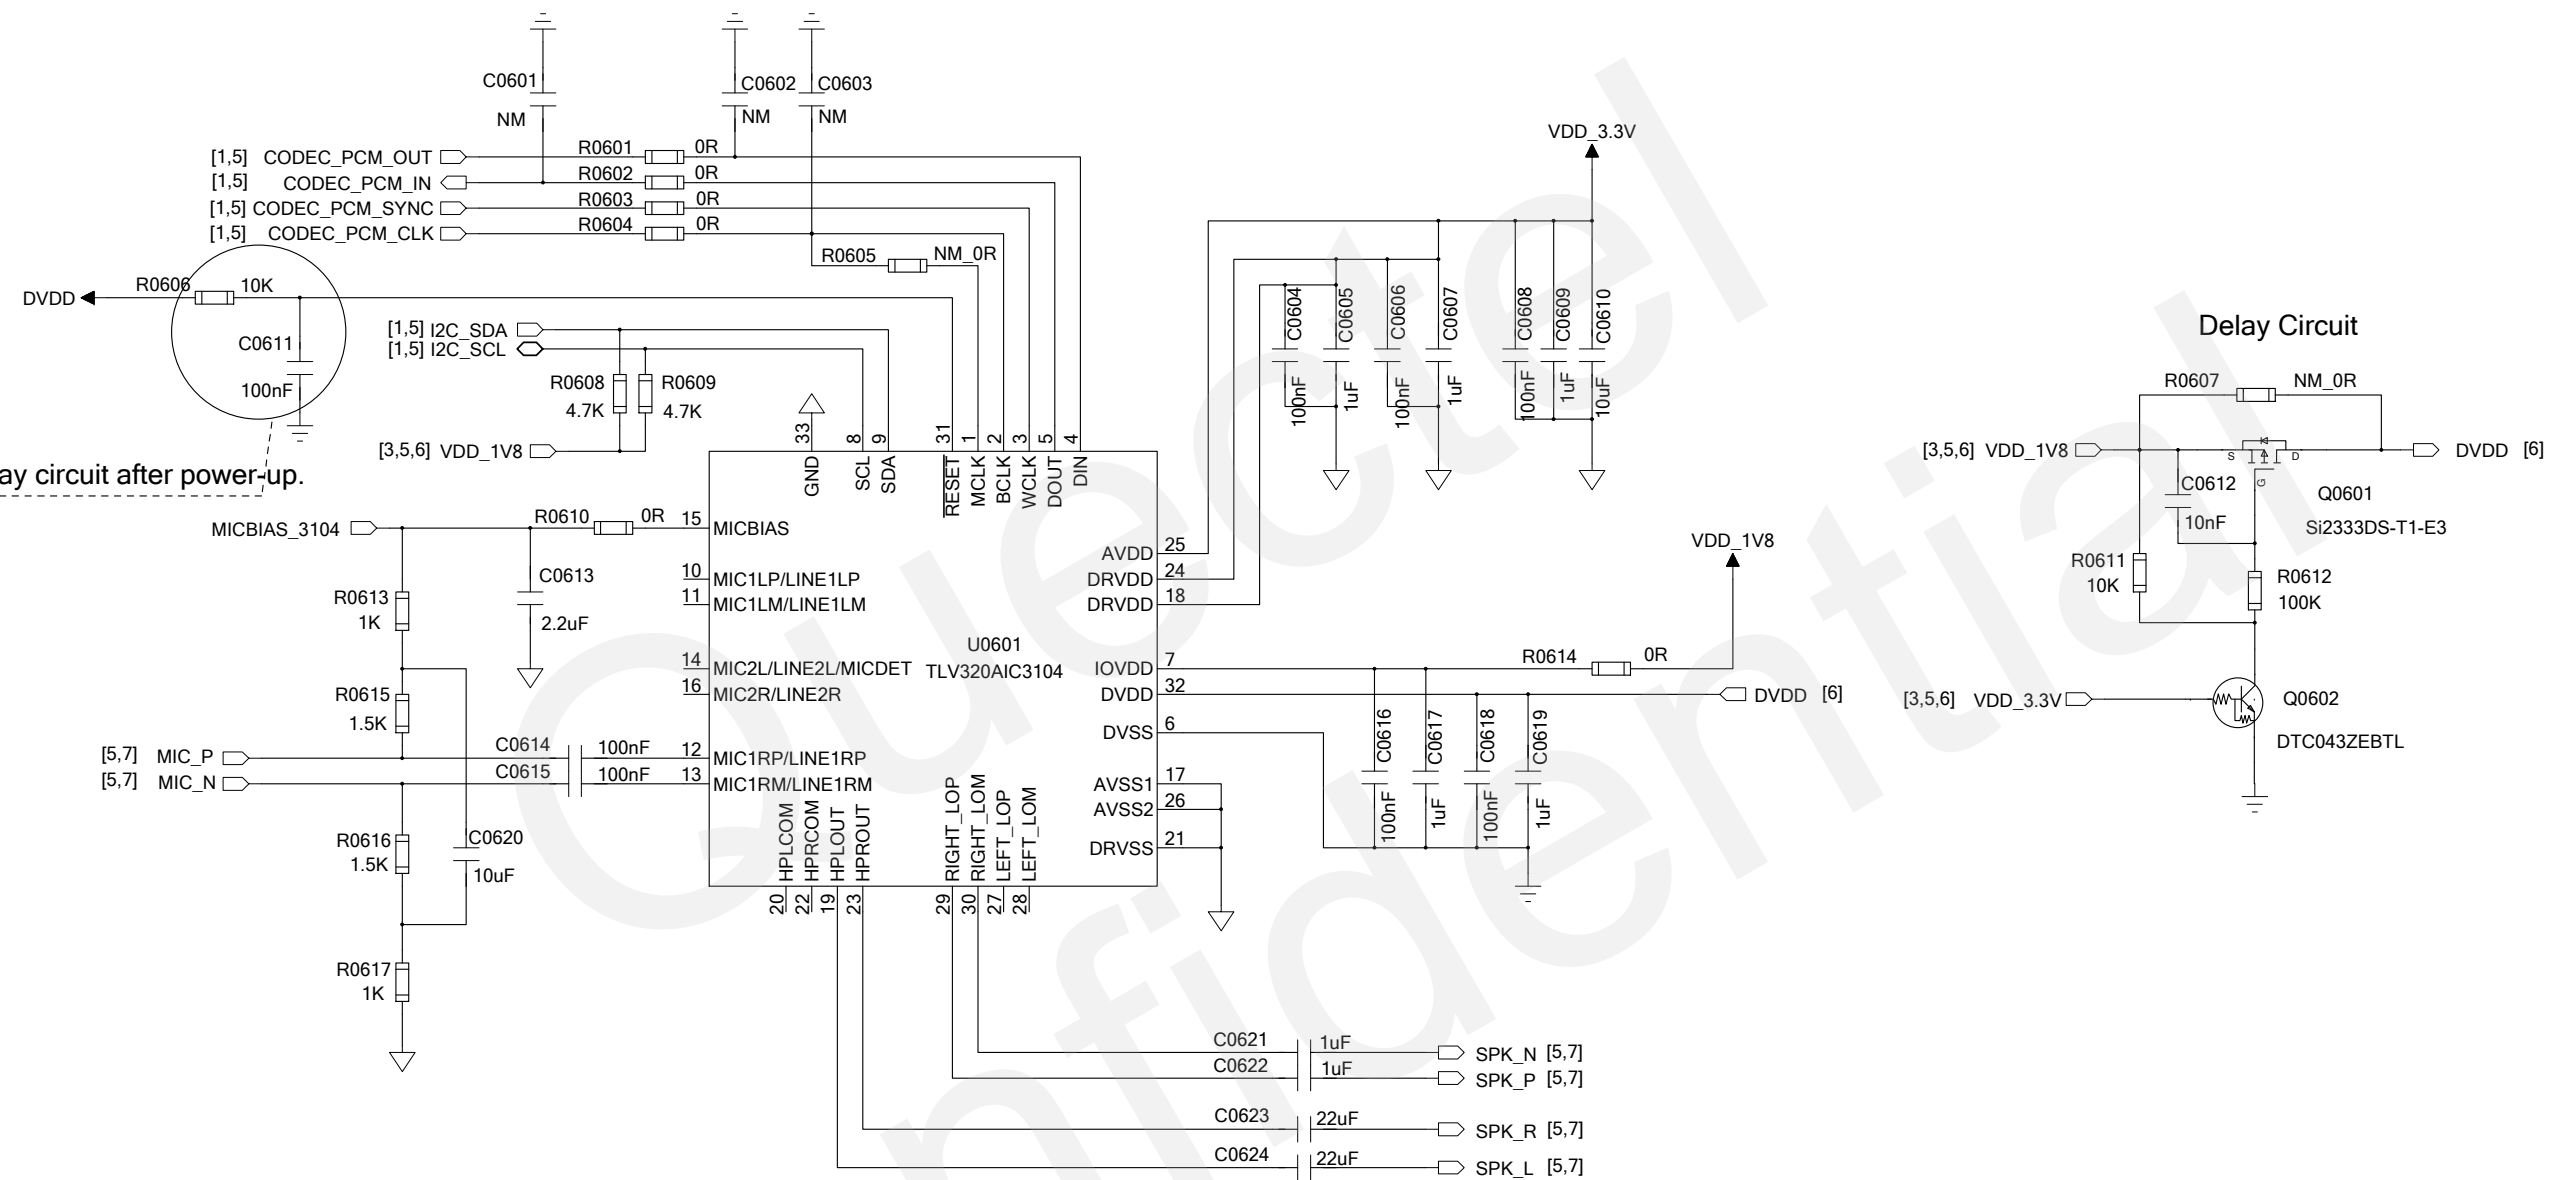 C0601
NM
C0602
NM
C0603
NM
[1,5] CODEC_PCM_OUT
R0601 0R
[1,5] CODEC_PCM_IN
R0602 0R
[1,5] CODEC_PCM_SYNC
R0603 0R
[1,5] CODEC_PCM_CLK
R0604 0R
R0605 NM_0R
DVDD
R0606 10K
C0611
100nF
ay circuit after power-up.
[1,5] I2C_SDA
[1,5] I2C_SCL
R0608
4.7K
R0609
4.7K
[3,5,6] VDD_1V8
33
8
9
31
1
2
3
5
4
GND
SCL
SDA
RESET
MCLK
BCLK
WCLK
DOUT
DIN
MICBIAS_3104
R0610 0R
15 MICBIAS
C0613
2.2uF
10 MIC1LP/LINE1LP
11 MIC1LM/LINE1LM
14 MIC2L/LINE2L/MICDET
16 MIC2R/LINE2R
12 MIC1RP/LINE1RP
13 MIC1RM/LINE1RM
U0601
TLV320AIC3104
R0613
1K
R0615
1.5K
[5,7] MIC_P
C0614 100nF
[5,7] MIC_N
C0615 100nF
R0616
1.5K
C0620
10uF
R0617
1K
HPLCOM
HPRCOM
HPLOUT
HPROUT
RIGHT_LOP
RIGHT_LOM
LEFT_LOP
LEFT_LOM
20
22
19
23
29
30
27
28
AVDD 25
DRVDD 24
DRVDD 18
IOVDD 7
DVDD 32
DVSS 6
AVSS1 17
AVSS2 26
DRVSS 21
VDD_3.3V
C0604
100nF
C0605
1uF
C0606
100nF
C0607
1uF
C0608
100nF
C0609
1uF
C0610
10uF
VDD_1V8
R0614 0R
DVDD [6]
C0616
100nF
C0617
1uF
C0618
100nF
C0619
1uF
C0621 1uF
SPK_N [5,7]
C0622 1uF
SPK_P [5,7]
C0623 22uF
SPK_R [5,7]
C0624 22uF
SPK_L [5,7]
Delay Circuit
R0607 NM_0R
[3,5,6] VDD_1V8
S
D
G
DVDD [6]
C0612
10nF
Q0601
Si2333DS-T1-E3
R0611
10K
R0612
100K
[3,5,6] VDD_3.3V
Q0602
DTC043ZEBTL
Quectel
nfidential